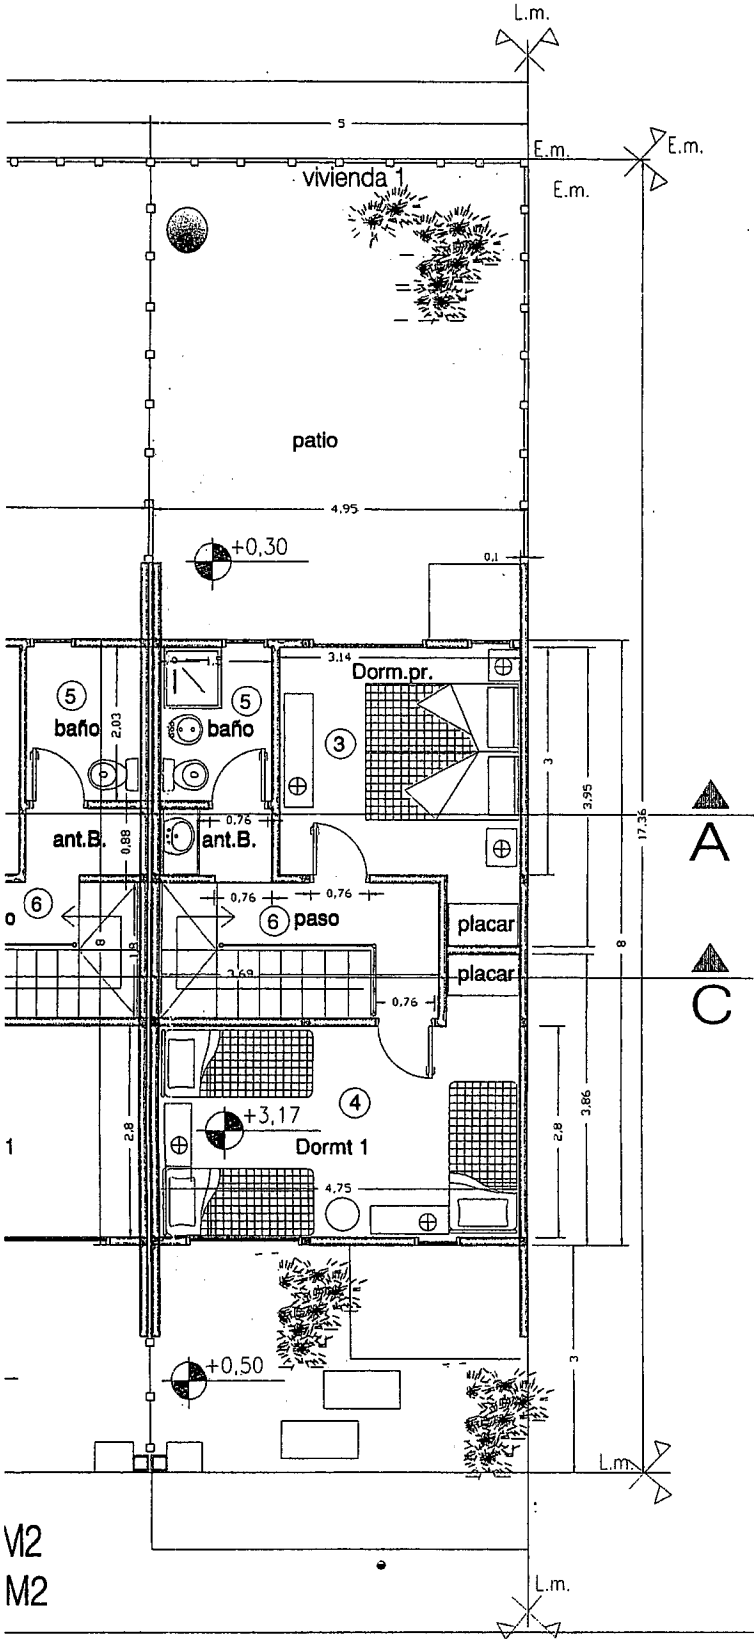 L.m.
5
E.m.
E.m.
vivienda 1
E.m.
patio
4,95
+0,30
0,1
3,14
Dorm.pr.
5
5
baño
baño
2,03
3
3
3,95
17,36
A
0,76
ant.B.
0,88
ant.B.
0,76
0,76
6
o
6
paso
placar
8
1,8
8
placar
3,69
C
0,76
4
+3,17
2,8
2,8
3,86
1
Dormt 1
4,75
+0,50
3
L.m.
M2
M2
L.m.